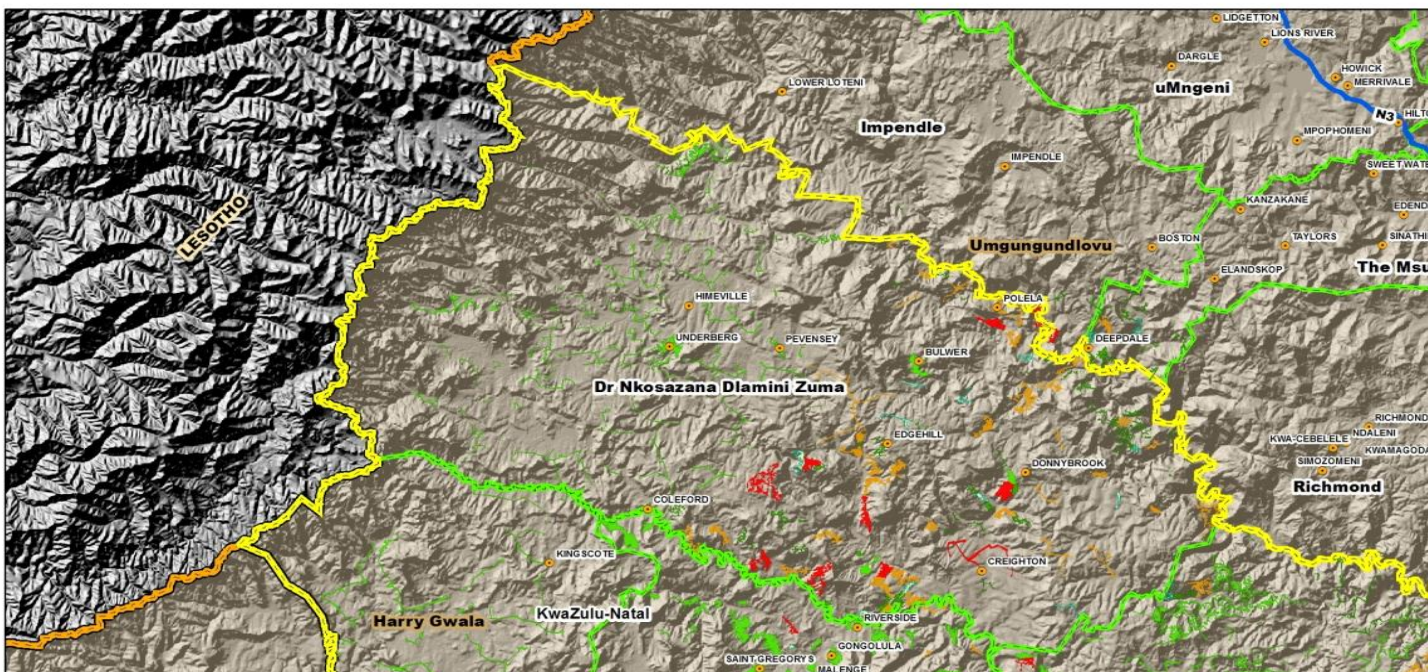 LIDGETTON
LIONS RIVER
DARGLE
HOWICK
MERRIVALE
LOWER LOTENI
uMngeni
N3
Impendle
MPOPHOMENI
IMPENDLE
KANZAKANE
LESOTHO
Umgungundlovu
BOSTON
TAYLORS
The Msu
ELANDSKOP
HIMEVILLE
POLELA
UNDERBERG
PEVENSEY
DEEPDALE
BULWER
Dr Nkosazana Dlamini Zuma
RICHMOND
EDGEHILL
NDALENI
KWA-CEBELELE
KWAMAGODA
SIMOZOMENI
DONNYBROOK
Richmond
COLEFORD
KINGSCOTE
CREIGHTON
KwaZulu-Natal
Harry Gwala
RIVERSIDE
GONGOLULA
SAINT GREGORYS
MALENGE